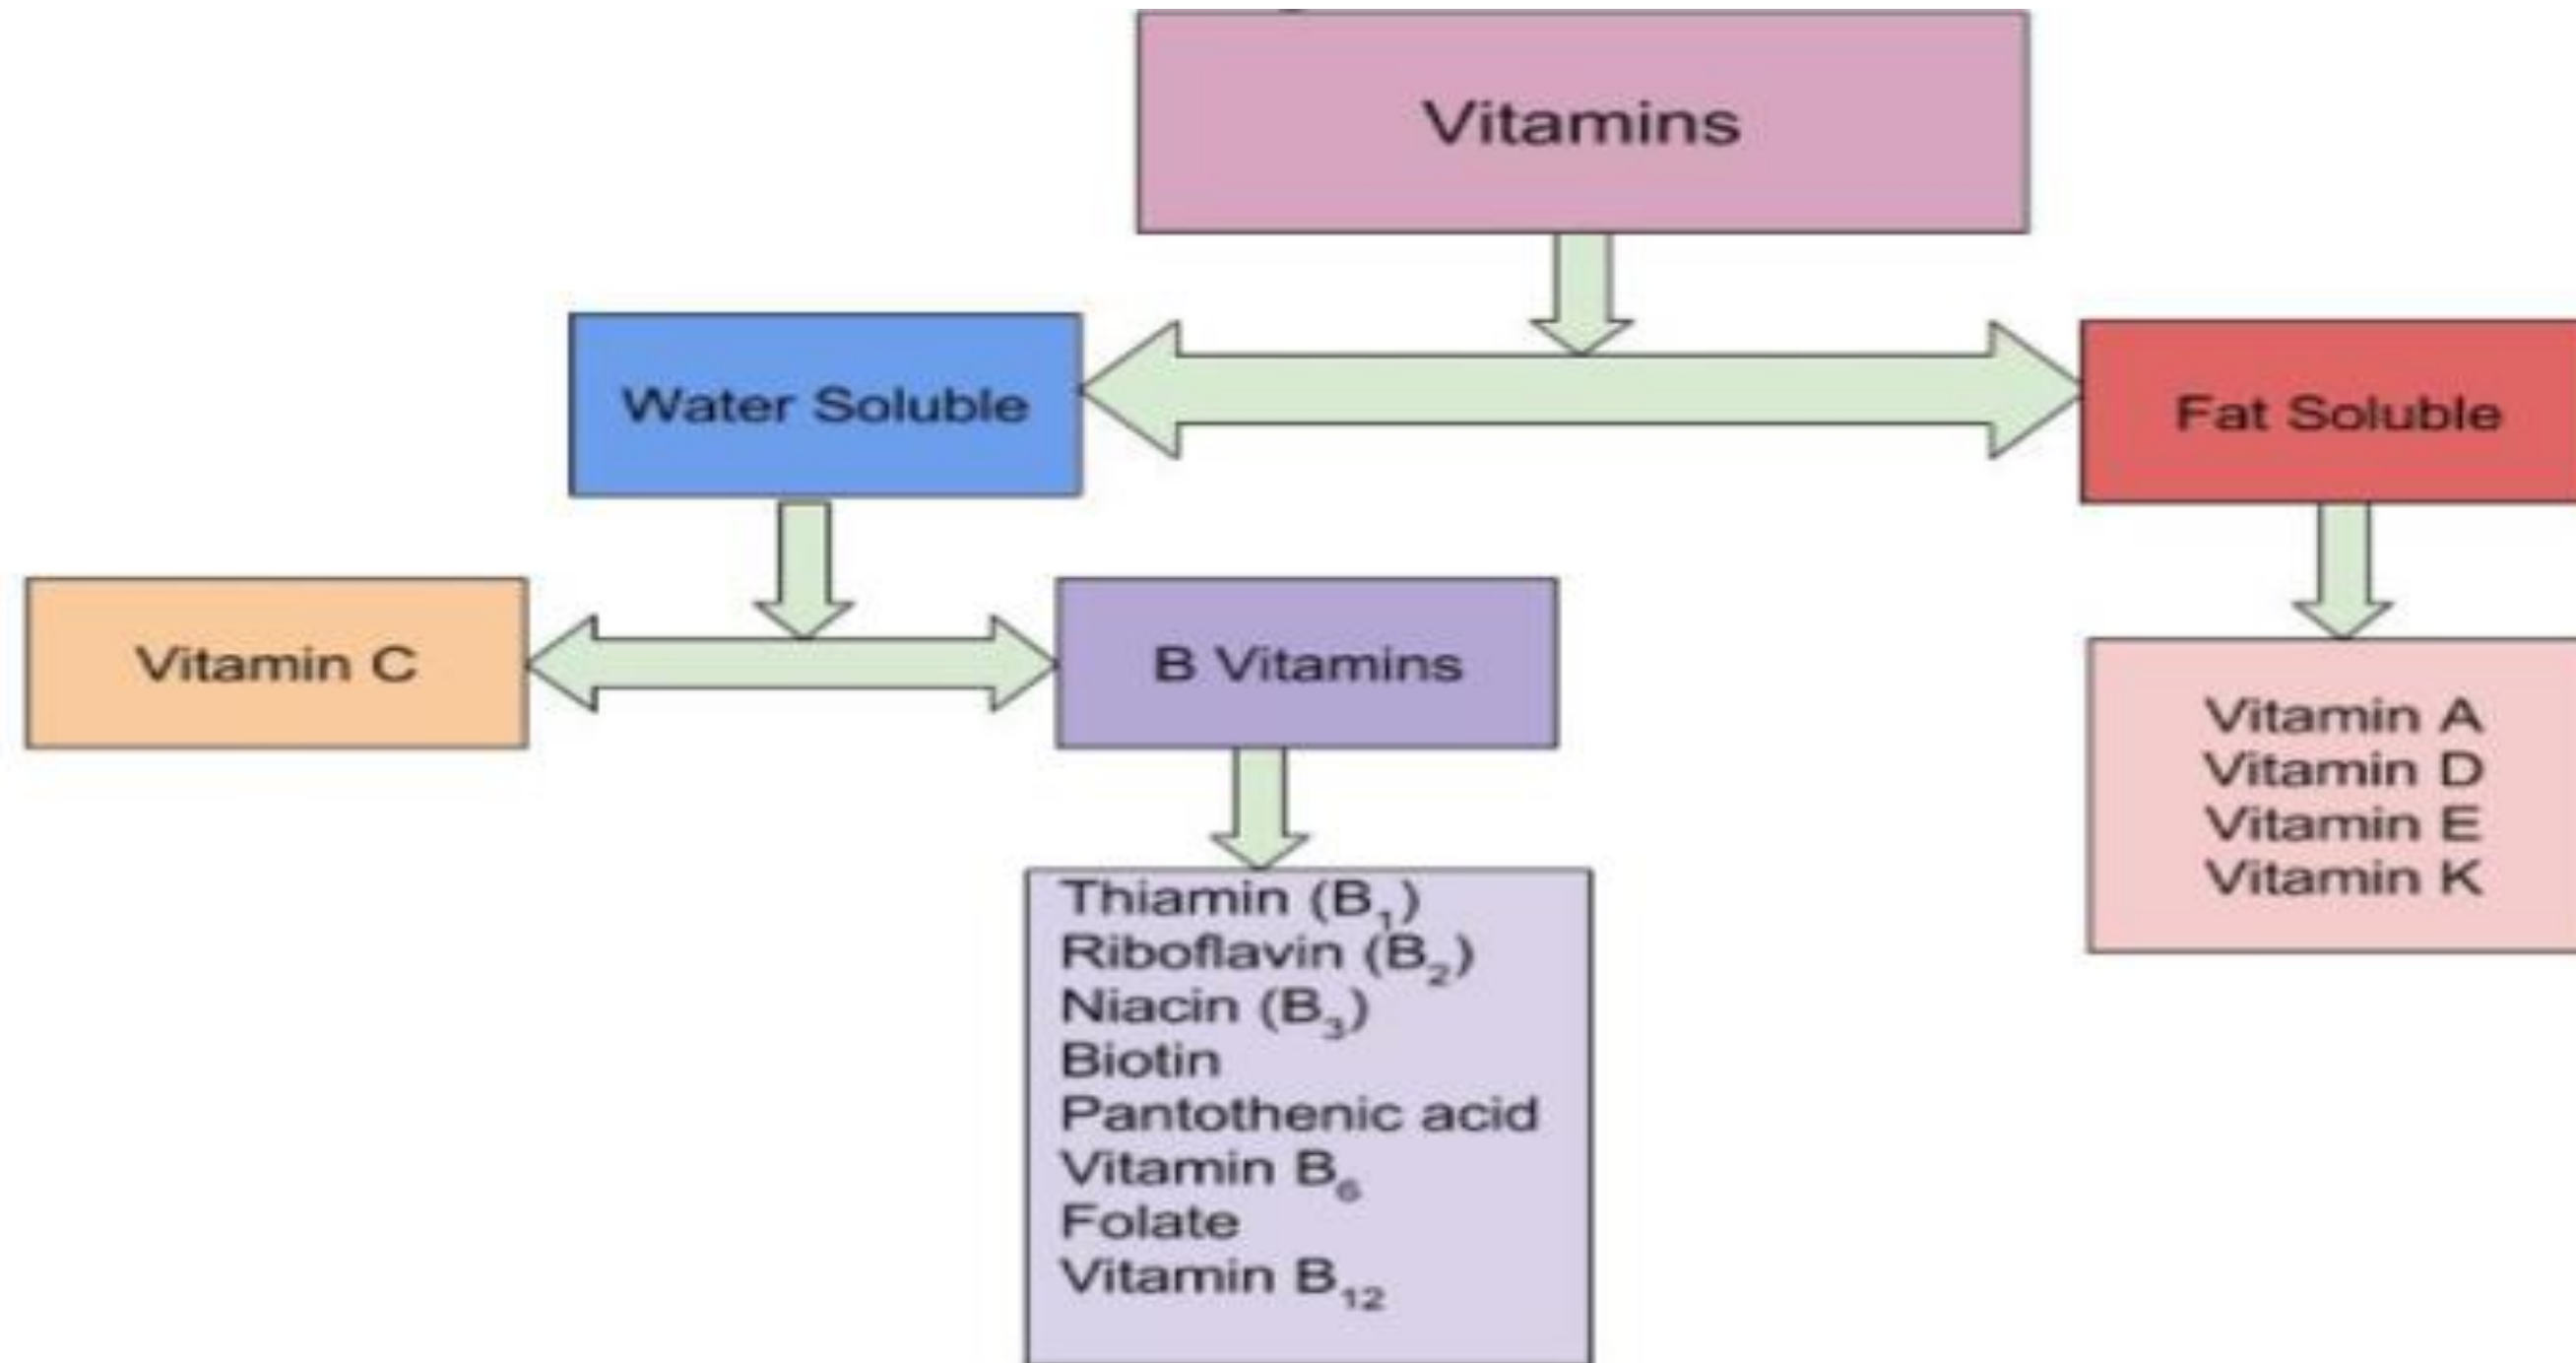 Vitamins
Water Soluble
Fat Soluble
Vitamin C
B Vitamins
Vitamin A
Vitamin D
Vitamin E
Vitamin K
Thiamin (B₁)
Riboflavin (B₂)
Niacin (B₃)
Biotin
Pantothenic acid
Vitamin B₆
Folate
Vitamin B₁₂